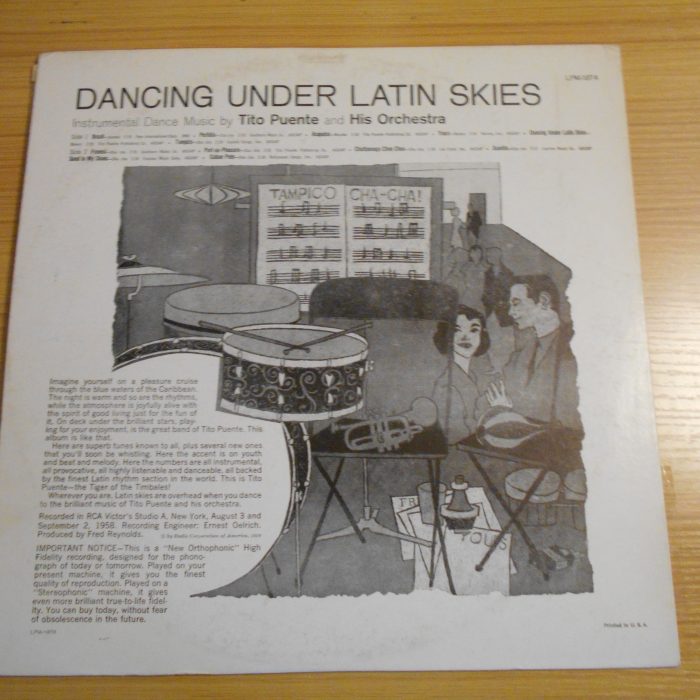 LPM-1874
DANCING UNDER LATIN SKIES
Instrumental Dance Music by Tito Puente and His Orchestra
Side 1
Side 2
TAMPICO CHA-CHA!
Imagine yourself on a pleasure cruise
through the blue waters of the Caribbean.
The night is warm and so are the rhythms,
while the atmosphere is joyfully alive with
the spirit of good living just for the fun of
it. On deck under the brilliant stars, play-
ing for your enjoyment, is the great band of Tito Puente. This
album is like that.
Here are superb tunes known to all, plus several new ones
that you'll soon be whistling. Here the accent is on youth
and beat and melody. Here the numbers are all instrumental,
all provocative, all highly listenable and danceable, all backed
by the finest Latin rhythm section in the world. This is Tito
Puente—the Tiger of the Timbales!
Wherever you are, Latin skies are overhead when you dance
to the brilliant music of Tito Puente and his orchestra.
Recorded in RCA Victor's Studio A, New York, August 3 and
September 2, 1958. Recording Engineer: Ernest Oelrich.
Produced by Fred Reynolds.
© by Radio Corporation of America, 1959
IMPORTANT NOTICE—This is a "New Orthophonic" High
Fidelity recording, designed for the phono-
graph of today or tomorrow. Played on your
present machine, it gives you the finest
quality of reproduction. Played on a
"Stereophonic" machine, it gives
even more brilliant true-to-life fidel-
ity. You can buy today, without fear
of obsolescence in the future.
LPM-1874
Printed in U. S. A.